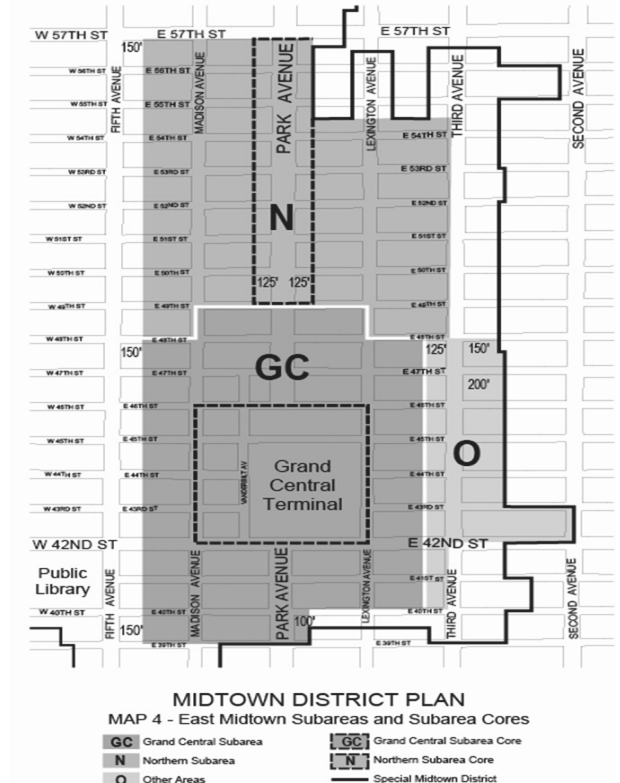 W 57TH ST
E 57TH ST
E 57TH ST
150'
W 56TH ST
E 56TH ST
W 55TH ST
E 55TH ST
FIFTH AVENUE
MADISON AVENUE
PARK AVENUE
LEXINGTON AVENUE
THIRD AVENUE
SECOND AVENUE
W 54TH ST
E 54TH ST
E 54TH ST
W 53RD ST
E 53RD ST
E 53RD ST
W 52ND ST
E 52ND ST
E 52ND ST
N
W 51ST ST
E 51ST ST
E 51ST ST
W 50TH ST
E 50TH ST
E 50TH ST
125'
125'
W 49TH ST
E 49TH ST
E 49TH ST
W 48TH ST
E 48TH ST
E 48TH ST
150'
125'
150'
GC
W 47TH ST
E 47TH ST
E 47TH ST
200'
W 46TH ST
E 46TH ST
E 46TH ST
W 45TH ST
E 45TH ST
E 45TH ST
O
W 44TH ST
E 44TH ST
E 44TH ST
VANDERBILT AV
Grand
Central
Terminal
W 43RD ST
E 43RD ST
E 43RD ST
W 42ND ST
E 42ND ST
Public
Library
FIFTH AVENUE
MADISON AVENUE
PARK AVENUE
LEXINGTON AVENUE
THIRD AVENUE
SECOND AVENUE
E 41ST ST
W 40TH ST
E 40TH ST
E 40TH ST
100'
150'
E 39TH ST
E 39TH ST
MIDTOWN DISTRICT PLAN
MAP 4 - East Midtown Subareas and Subarea Cores
GC Grand Central Subarea
GC Grand Central Subarea Core
N Northern Subarea
N Northern Subarea Core
O Other Areas
Special Midtown District